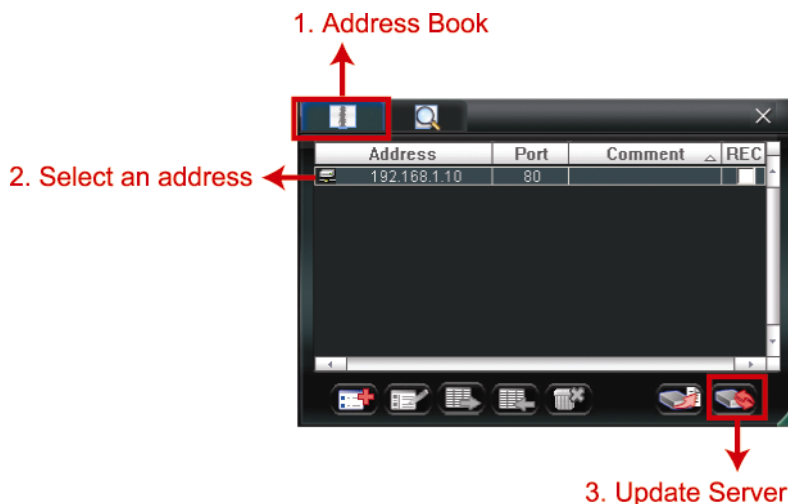 1. Address Book
Address Port Comment REC
2. Select an address
192.168.1.10 80
3. Update Server